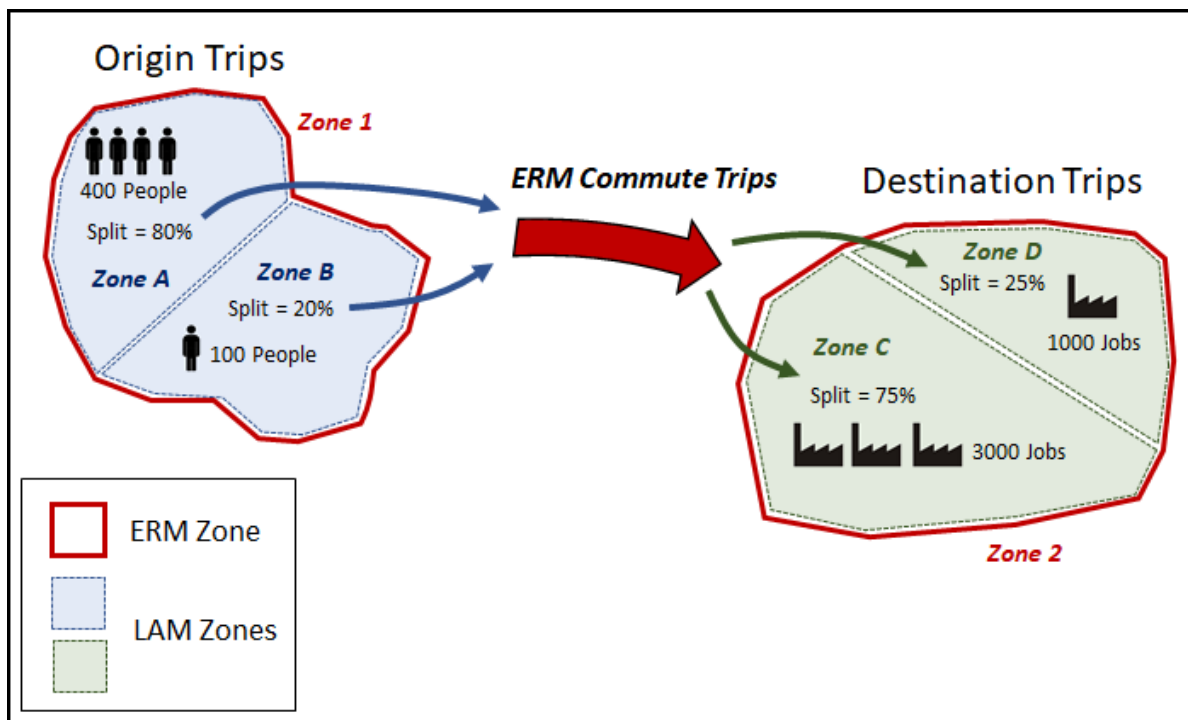 Origin Trips
Zone 1
400 People
Split = 80%
Zone A
Zone B
Split = 20%
100 People
ERM Commute Trips
Destination Trips
Zone D
Split = 25%
1000 Jobs
Zone C
Split = 75%
3000 Jobs
Zone 2
ERM Zone
LAM Zones